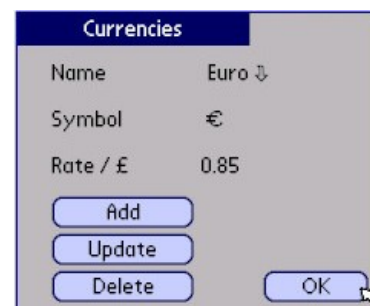 Currencies
Name Euro ⇩
Symbol €
Rate / £ 0.85
Add
Update
Delete OK